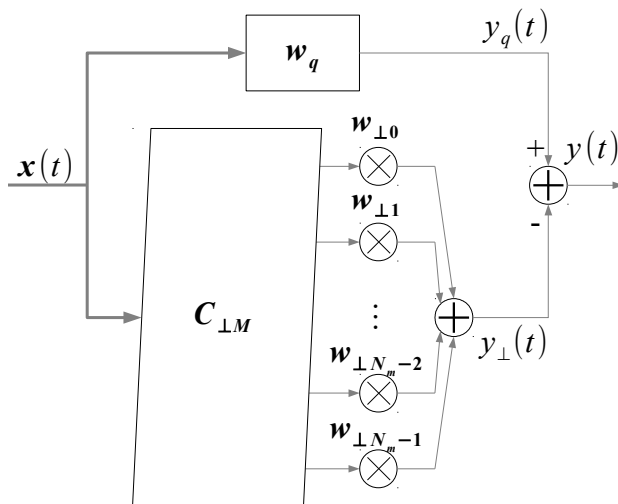 w_q
y_q(t)
w_⊥0
x(t)
+
y(t)
w_⊥1
-
C_⊥M
⋮
y_⊥(t)
w_⊥N_m−2
w_⊥N_m−1